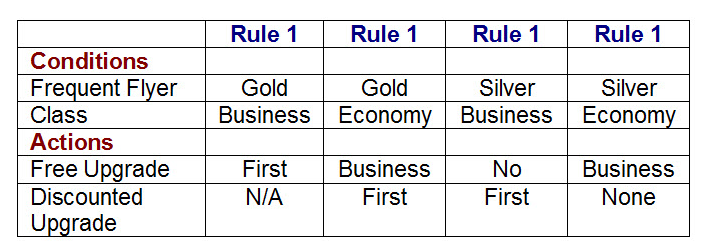 Rule 1 Rule 1 Rule 1 Rule 1
Conditions
Frequent Flyer Gold Gold Silver Silver
Class Business Economy Business Economy
Actions
Free Upgrade First Business No Business
Discounted N/A First First None
Upgrade